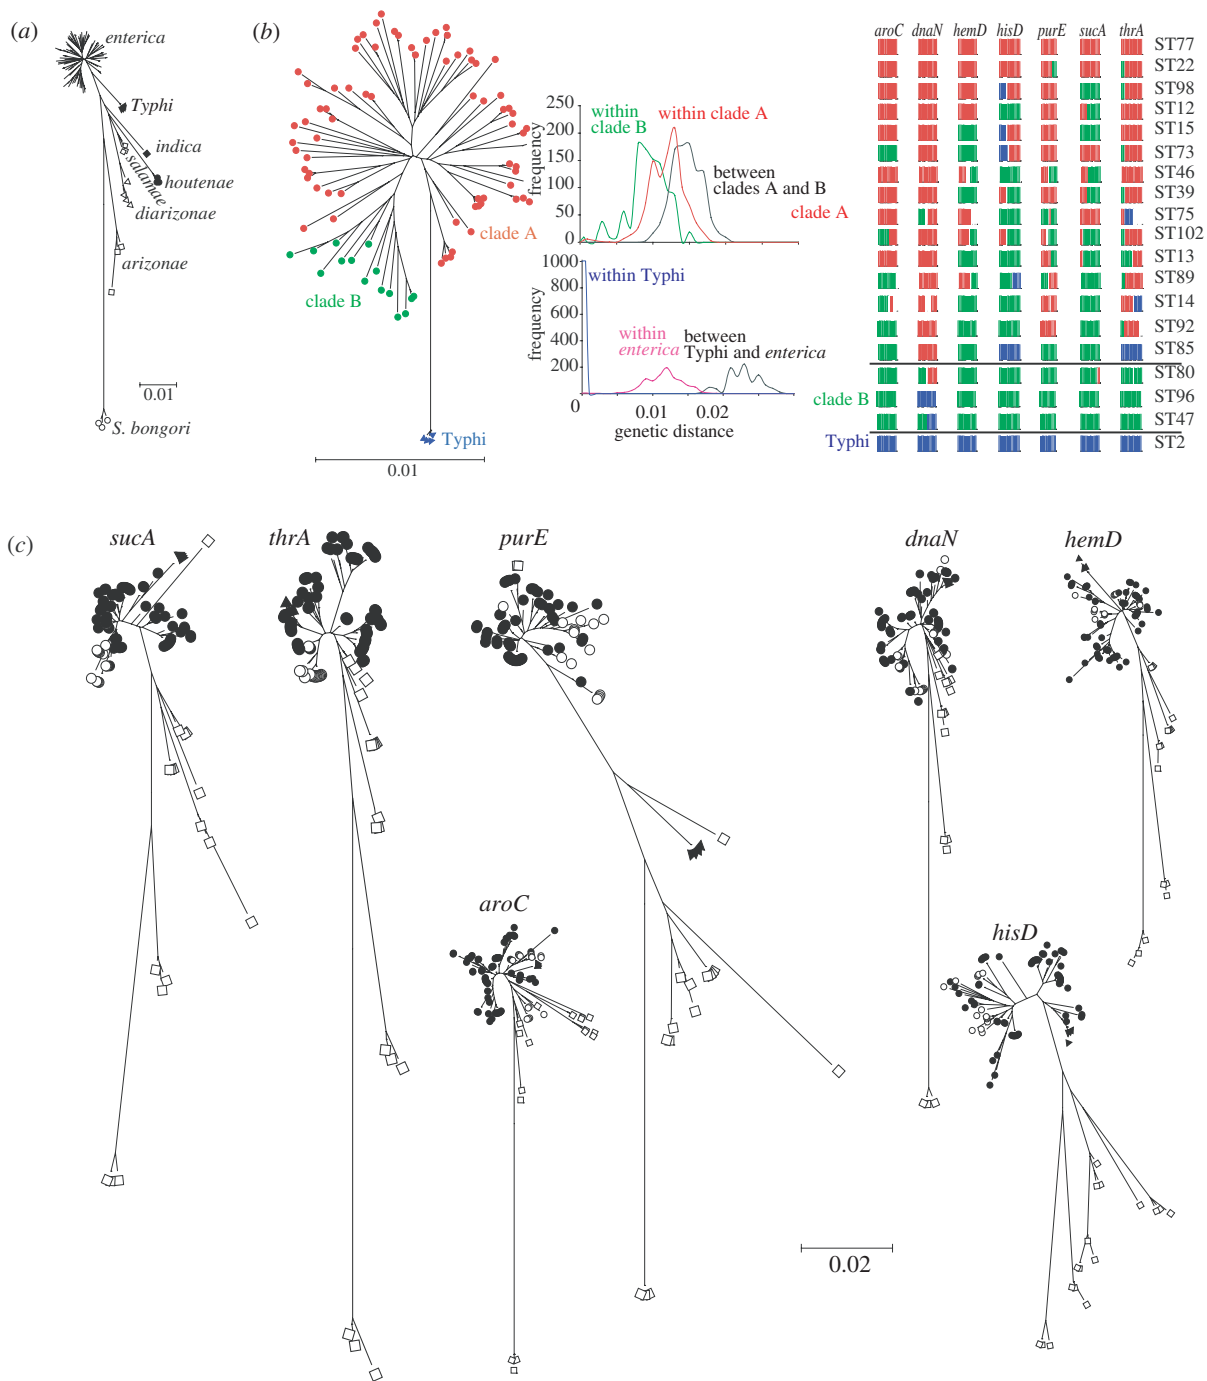 (a)
enterica
Typhi
indica
salamae
houtenae
diarizonae
arizonae
0.01
S. bongori
(b)
clade A
clade B
Typhi
0.01
250
200
150
100
50
0
frequency
within
clade B
within clade A
between
clades A and B
1000
800
600
400
200
0
frequency
within Typhi
within
enterica
between
Typhi and enterica
0.01
0.02
genetic distance
aroC dnaN hemD hisD purE sucA thrA
ST77
ST22
ST98
ST12
ST15
ST73
ST46
ST39
clade A
ST75
ST102
ST13
ST89
ST14
ST92
ST85
ST80
clade B
ST96
ST47
Typhi
ST2
(c)
sucA
thrA
purE
dnaN
hemD
aroC
hisD
0.02